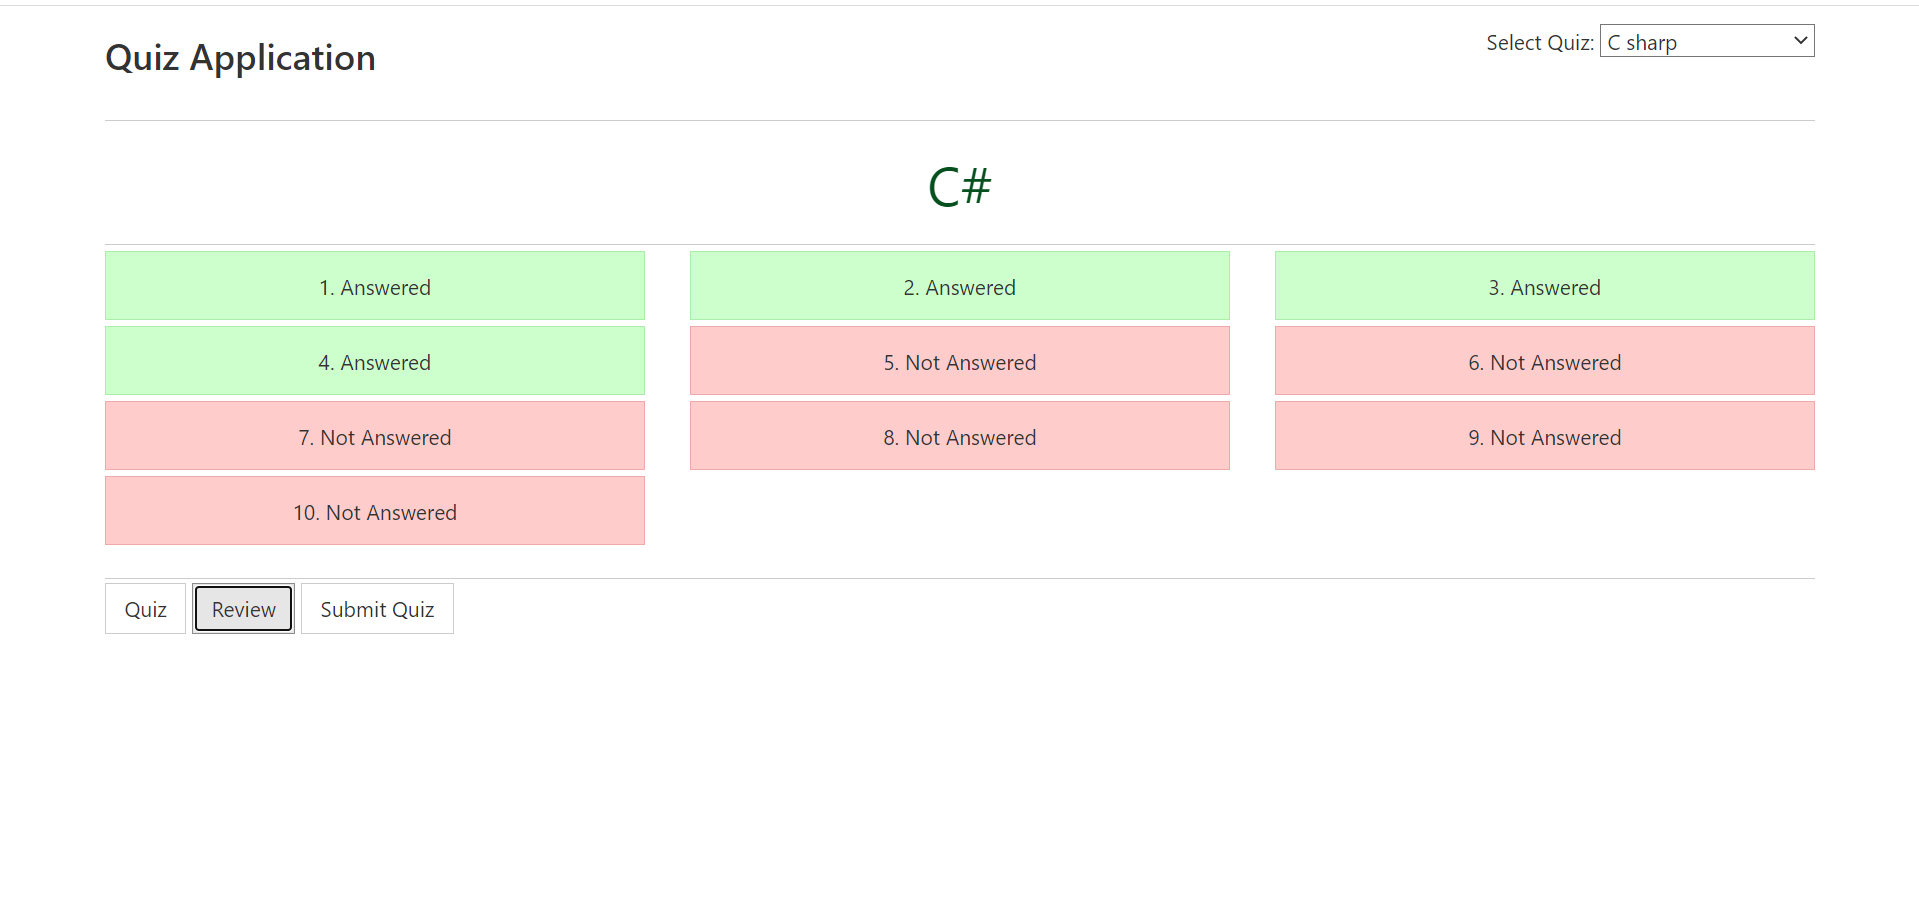 Quiz Application
Select Quiz: C sharp
C#
1. Answered
2. Answered
3. Answered
4. Answered
5. Not Answered
6. Not Answered
7. Not Answered
8. Not Answered
9. Not Answered
10. Not Answered
Quiz
Review
Submit Quiz